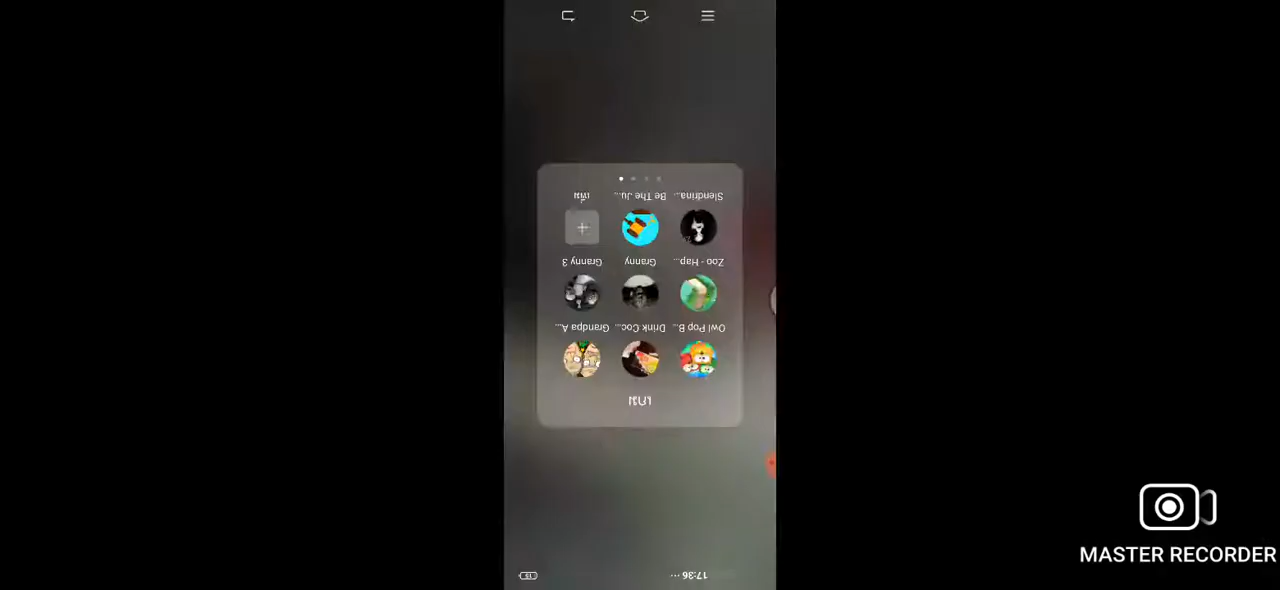 17:36 ...
13
เกม
Owl Pop B...
Drink Coc...
Grandpa A...
Zoo - Hap...
Granny
Granny 3
Slendrina...
Be The Ju...
เพิ่ม
MASTER RECORDER